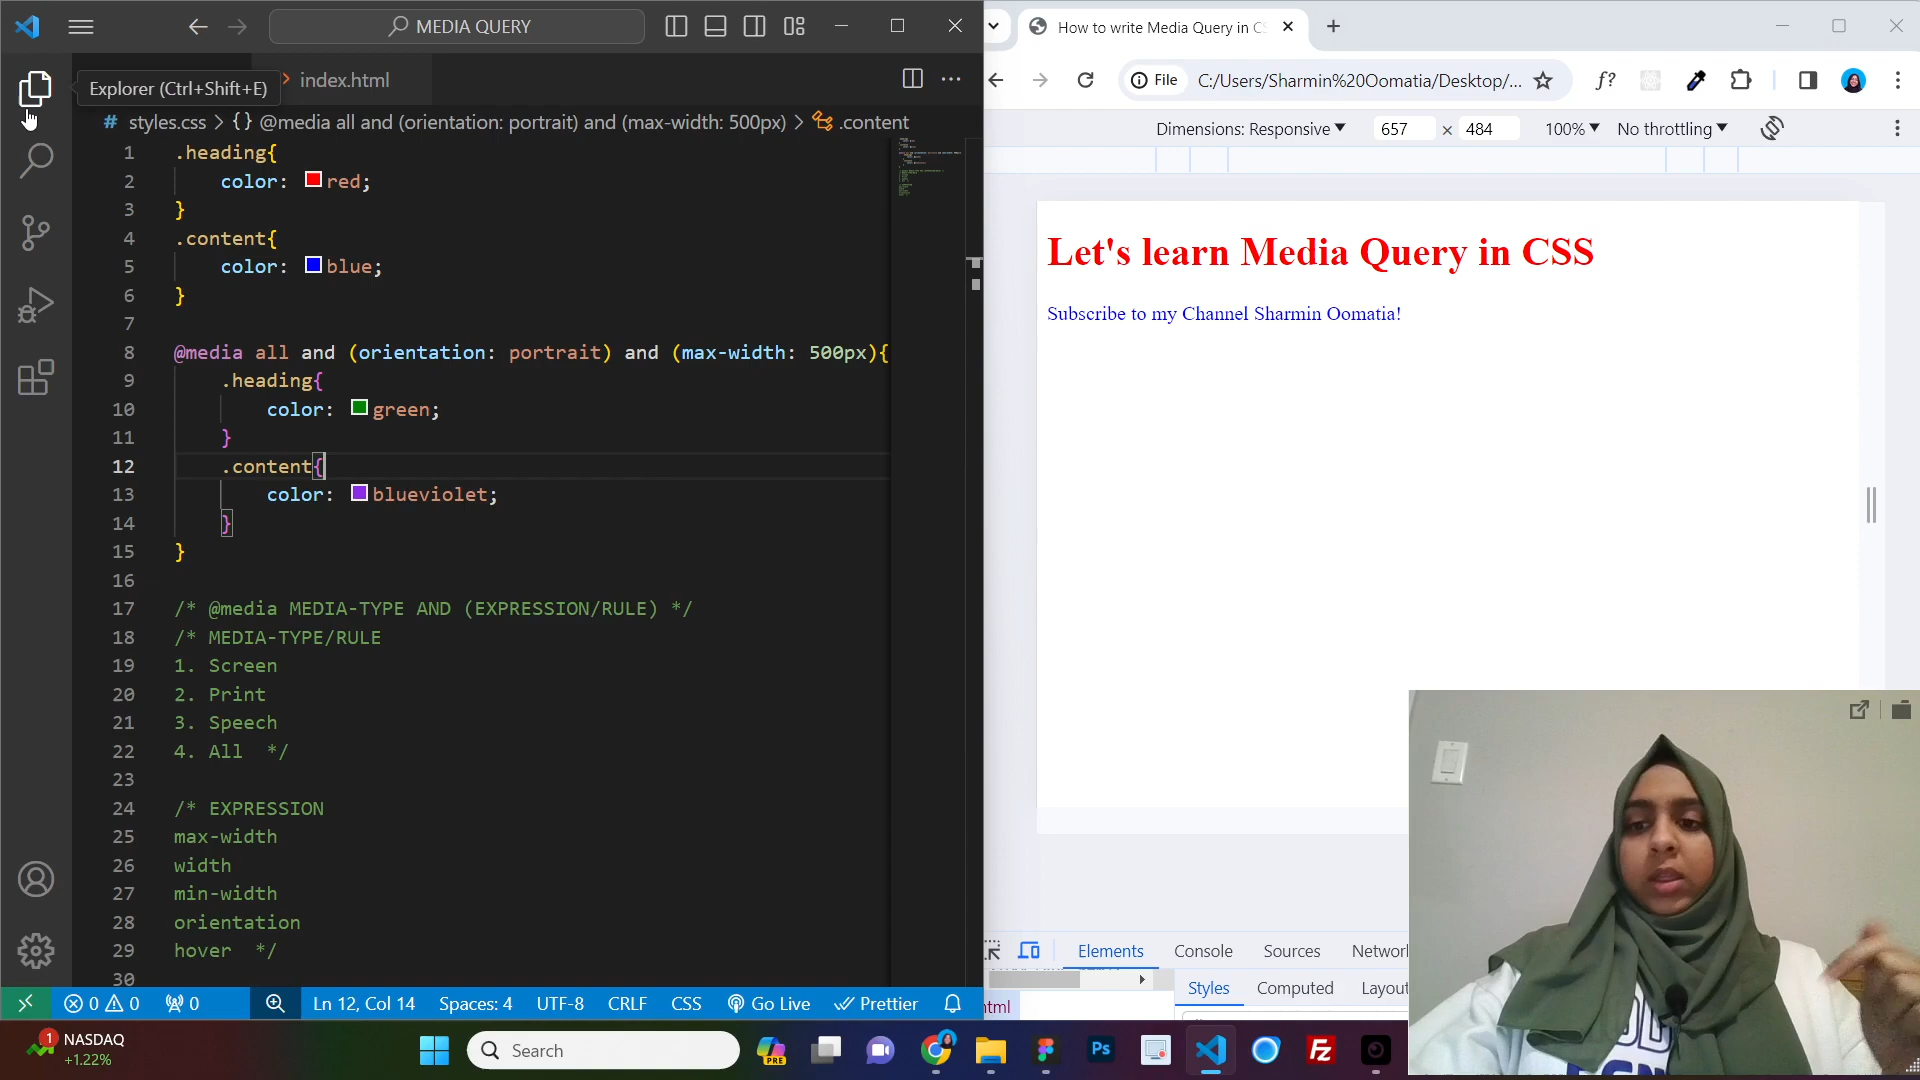 MEDIA QUERY
Explorer (Ctrl+Shift+E)
index.html
# styles.css > {} @media all and (orientation: portrait) and (max-width: 500px) > .content
1 .heading{
2 color: red;
3 }
4 .content{
5 color: blue;
6 }
7
8 @media all and (orientation: portrait) and (max-width: 500px){
9 .heading{
10 color: green;
11 }
12 .content{
13 color: blueviolet;
14 }
15 }
16
17 /* @media MEDIA-TYPE AND (EXPRESSION/RULE) */
18 /* MEDIA-TYPE/RULE
19 1. Screen
20 2. Print
21 3. Speech
22 4. All */
23
24 /* EXPRESSION
25 max-width
26 width
27 min-width
28 orientation
29 hover */
30
0 0 0 Ln 12, Col 14 Spaces: 4 UTF-8 CRLF CSS Go Live Prettier
How to write Media Query in C
File C:/Users/Sharmin%20Oomatia/Desktop/... f?
Dimensions: Responsive 657 × 484 100% No throttling
Let's learn Media Query in CSS
Subscribe to my Channel Sharmin Oomatia!
Elements Console Sources Network
Styles Computed Layou
html
1 NASDAQ
+1.22%
Search
PRE
Ps
Fz